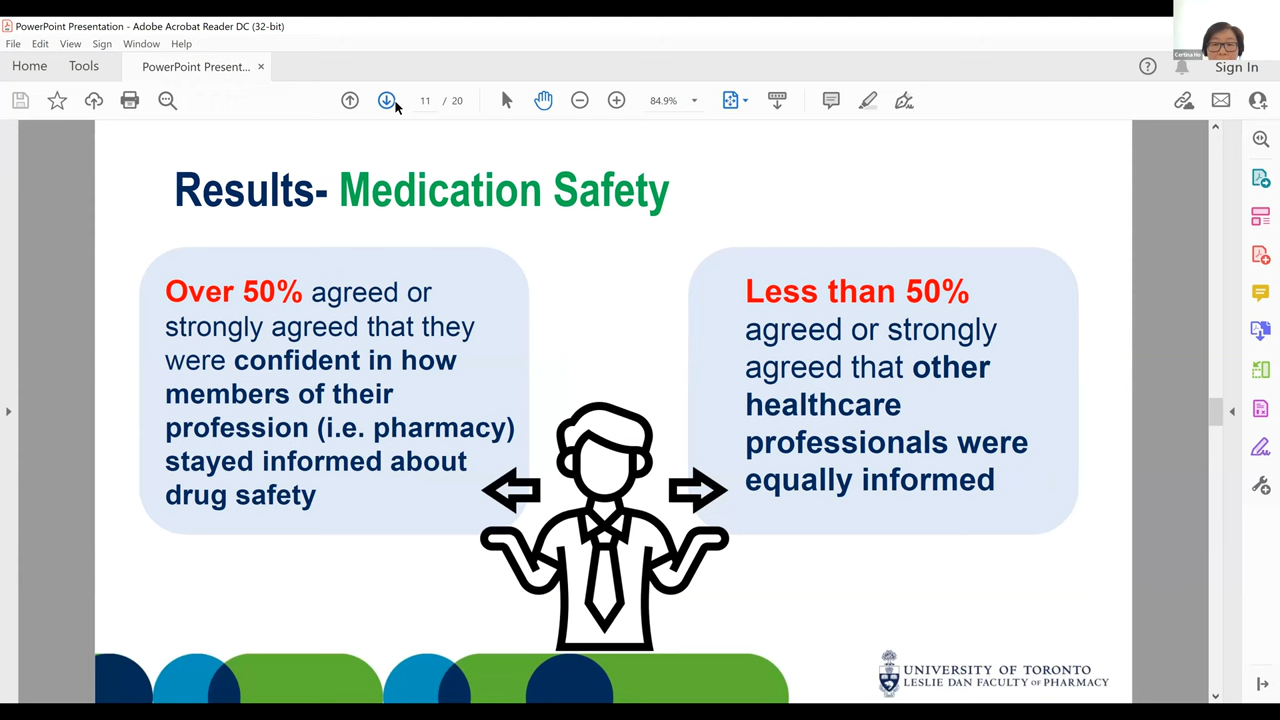 PowerPoint Presentation - Adobe Acrobat Reader DC (32-bit)
File Edit View Sign Window Help
Home Tools PowerPoint Present... × Sign In
Certina Ho
11 / 20 84.9%
Results- Medication Safety
Over 50% agreed or
strongly agreed that they
were confident in how
members of their
profession (i.e. pharmacy)
stayed informed about
drug safety
Less than 50%
agreed or strongly
agreed that other
healthcare
professionals were
equally informed
UNIVERSITY OF TORONTO
LESLIE DAN FACULTY OF PHARMACY